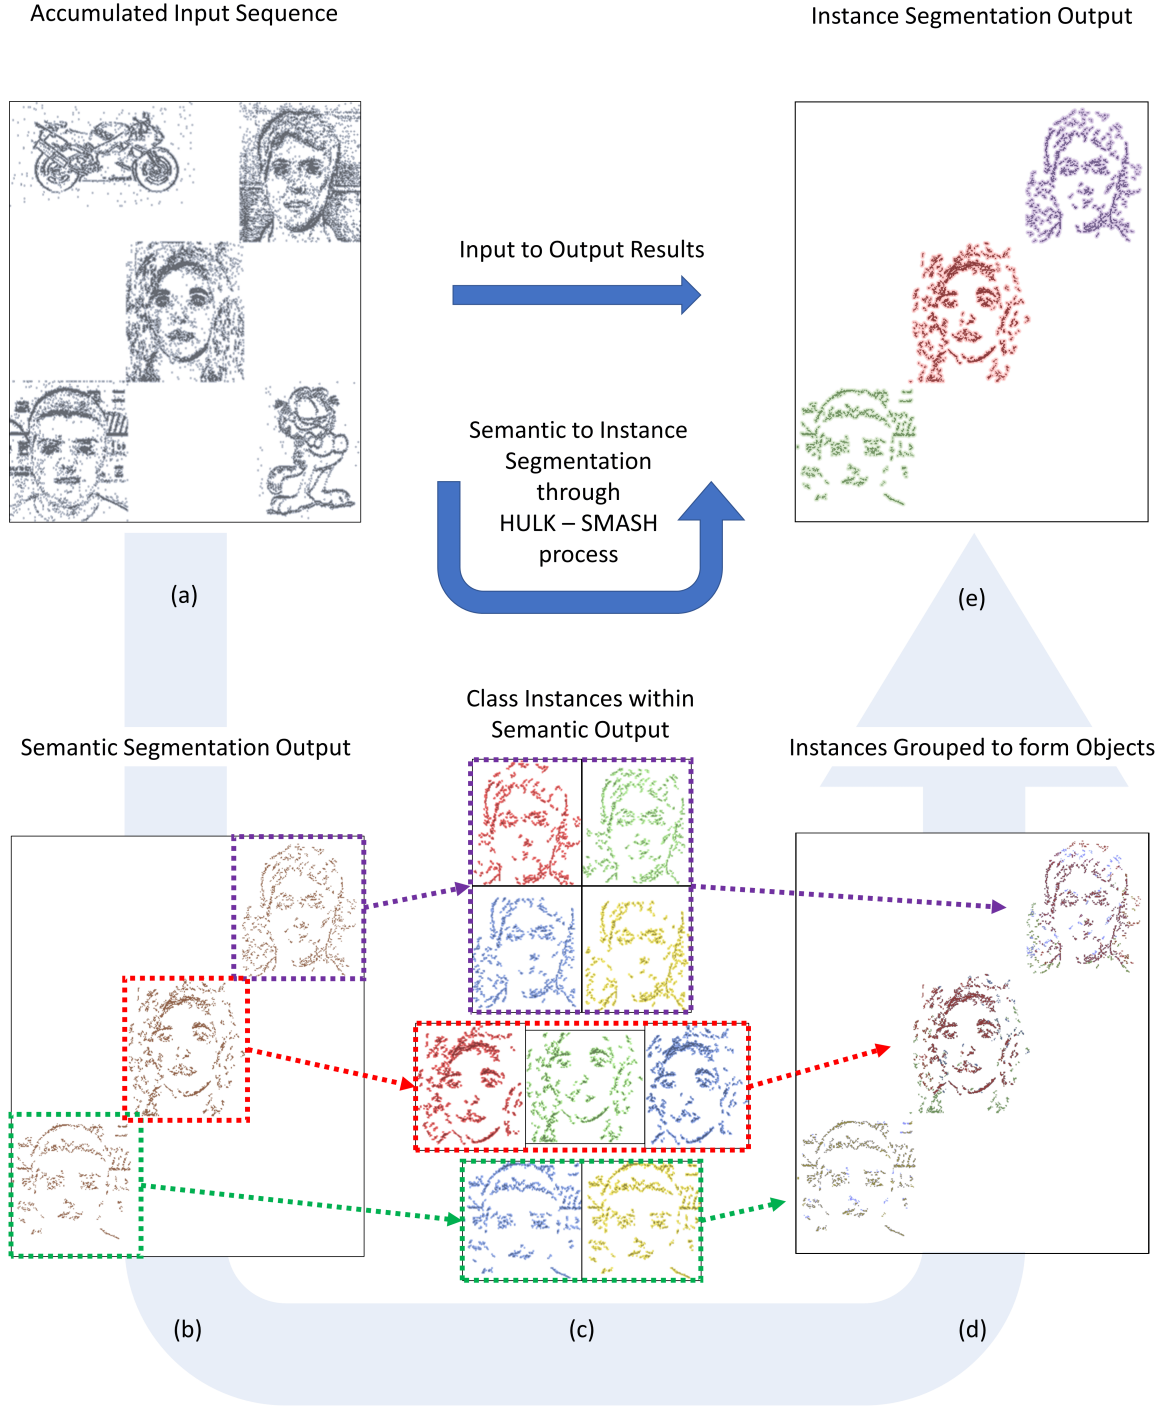 Accumulated Input Sequence
Instance Segmentation Output
Input to Output Results
Semantic to Instance
Segmentation
through
HULK – SMASH
process
(a)
(e)
Class Instances within
Semantic Output
Semantic Segmentation Output
Instances Grouped to form Objects
(b)
(c)
(d)